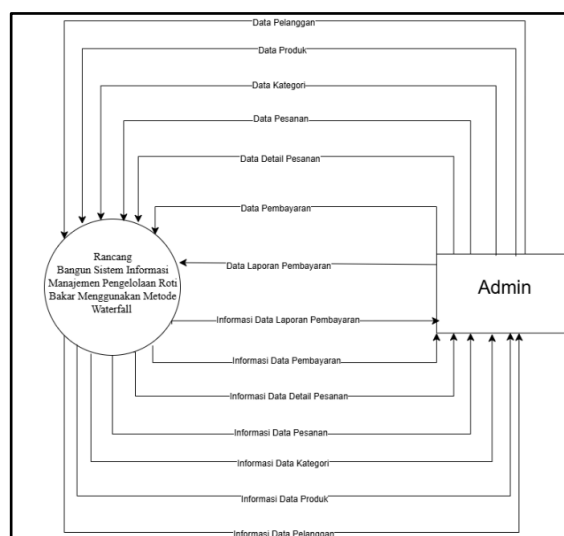 Data Pelanggan
Data Produk
Data Kategori
Data Pesanan
Data Detail Pesanan
Data Pembayaran
Data Laporan Pembayaran
Rancang
Bangun Sistem Informasi
Manajemen Pengelolaan Roti
Bakar Menggunakan Metode
Waterfall
Admin
Informasi Data Laporan Pembayaran
Informasi Data Pembayaran
Informasi Data Detail Pesanan
Informasi Data Pesanan
informasi Data Kategori
Informasi Data Produk
Informasi Data Pelanggan